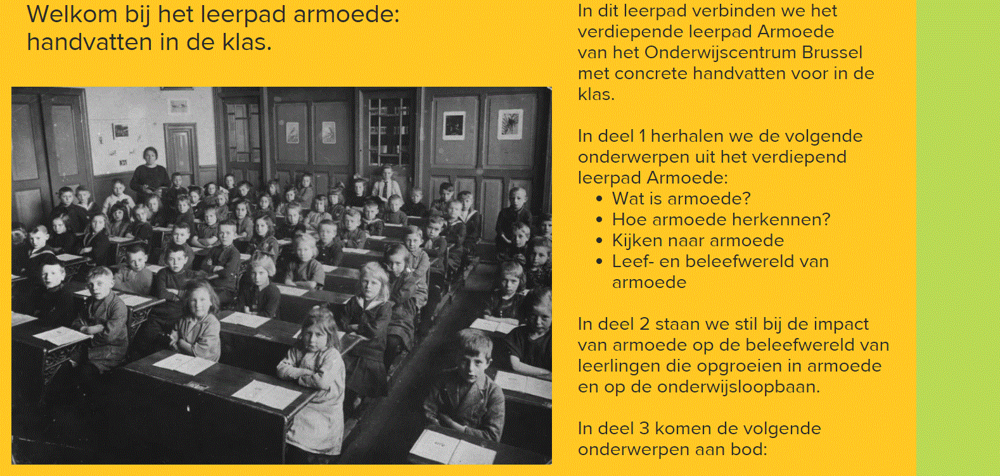 Welkom bij het leerpad armoede:
handvatten in de klas.
In dit leerpad verbinden we het
verdiepende leerpad Armoede
van het Onderwijscentrum Brussel
met concrete handvatten voor in de
klas.
In deel 1 herhalen we de volgende
onderwerpen uit het verdiepend
leerpad Armoede:
• Wat is armoede?
• Hoe armoede herkennen?
• Kijken naar armoede
• Leef- en beleefwereld van
armoede
In deel 2 staan we stil bij de impact
van armoede op de beleefwereld van
leerlingen die opgroeien in armoede
en op de onderwijsloopbaan.
In deel 3 komen de volgende
onderwerpen aan bod: